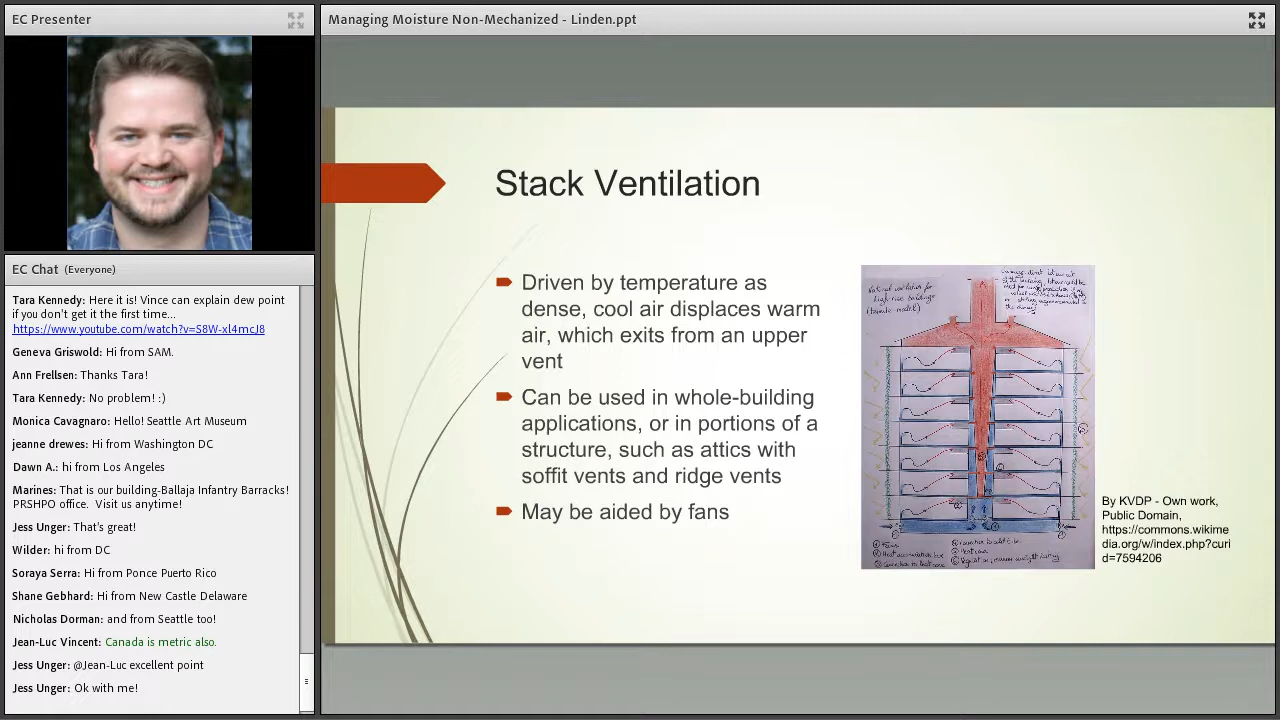 EC Presenter
Managing Moisture Non-Mechanized - Linden.ppt
EC Chat (Everyone)
Tara Kennedy: Here it is! Vince can explain dew point
if you don't get it the first time...
https://www.youtube.com/watch?v=S8W-xl4mcJ8
Geneva Griswold: Hi from SAM.
Ann Frellsen: Thanks Tara!
Tara Kennedy: No problem! :)
Monica Cavagnaro: Hello! Seattle Art Museum
jeanne drewes: Hi from Washington DC
Dawn A.: hi from Los Angeles
Marines: That is our building-Ballaja Infantry Barracks!
PRSHPO office. Visit us anytime!
Jess Unger: That's great!
Wilder: hi from DC
Soraya Serra: Hi from Ponce Puerto Rico
Shane Gebhard: Hi from New Castle Delaware
Nicholas Dorman: and from Seattle too!
Jean-Luc Vincent: Canada is metric also.
Jess Unger: @Jean-Luc excellent point
Jess Unger: Ok with me!
Stack Ventilation
Driven by temperature as
dense, cool air displaces warm
air, which exits from an upper
vent
Can be used in whole-building
applications, or in portions of a
structure, such as attics with
soffit vents and ridge vents
May be aided by fans
Natural ventilation for
high rise buildings
By KVDP - Own work,
Public Domain,
https://commons.wikime
dia.org/w/index.php?curi
d=7594206